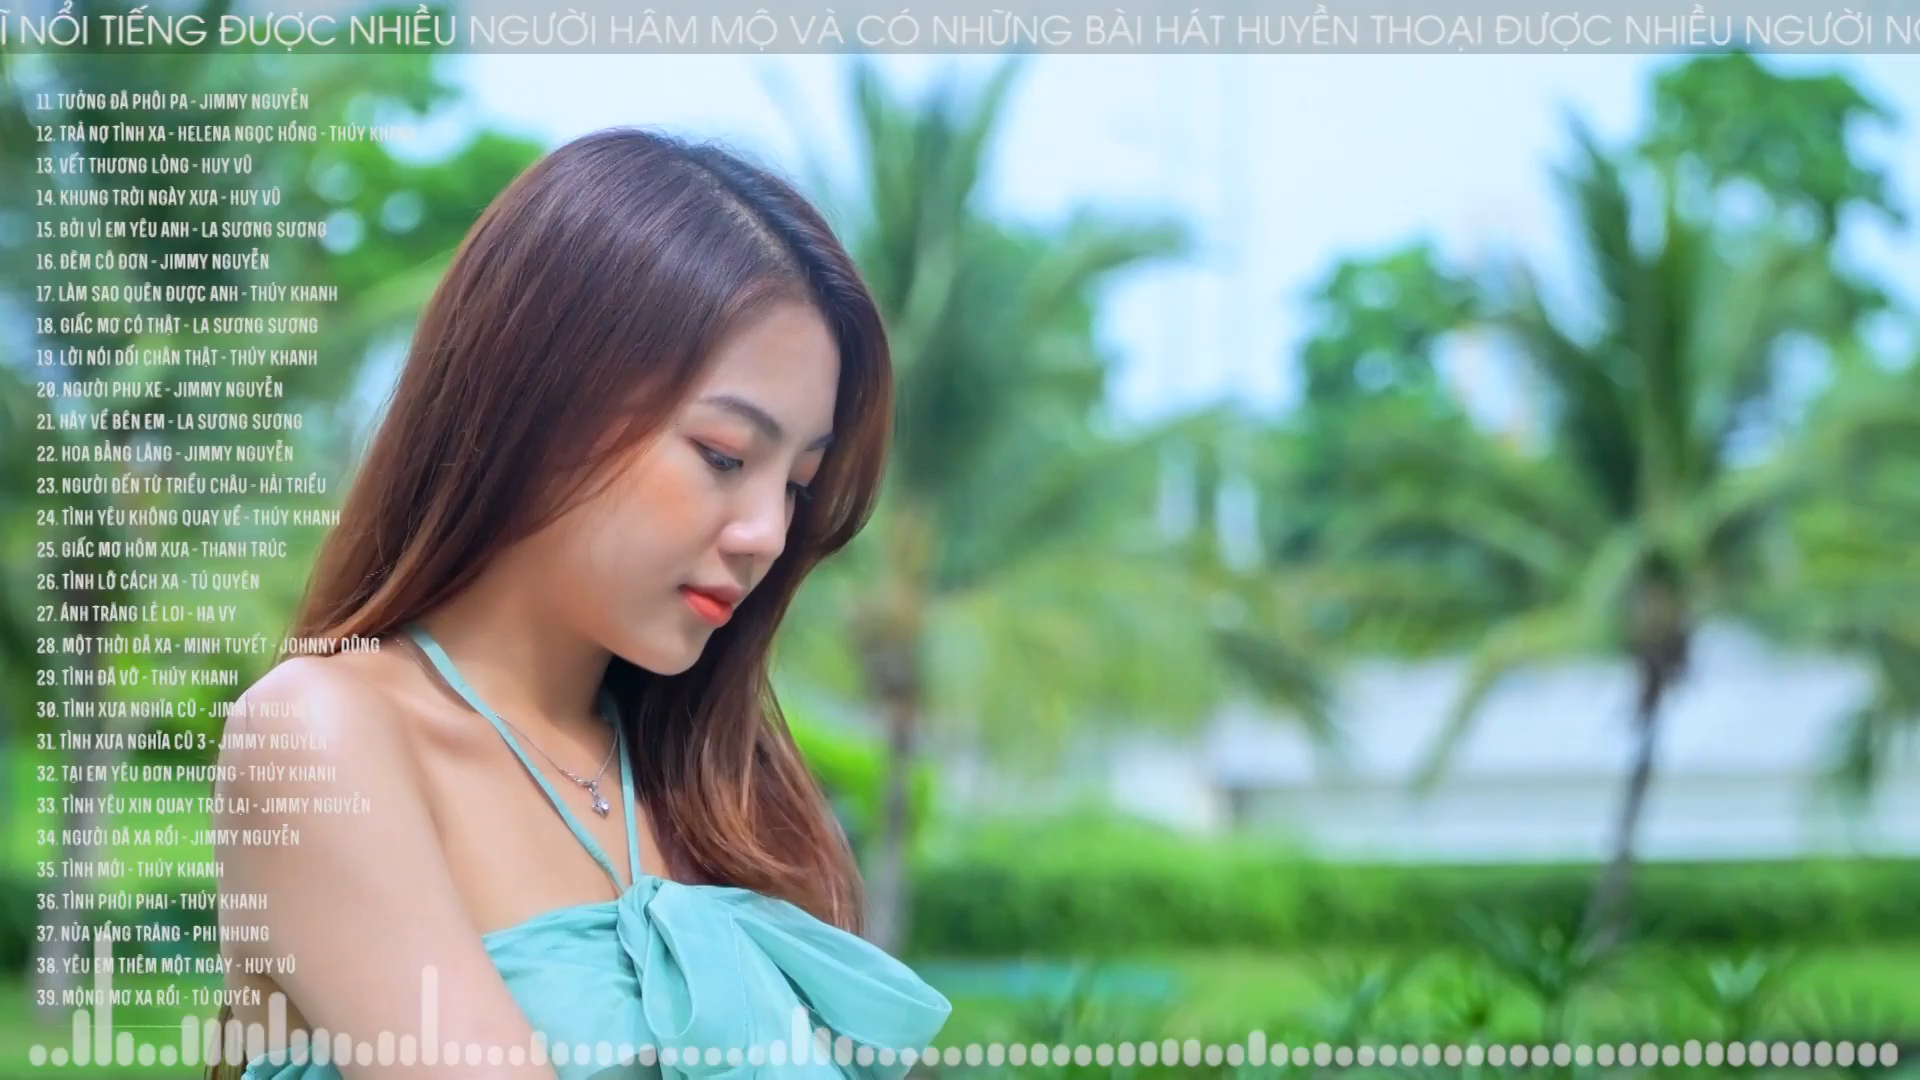 NỔI TIẾNG ĐƯỢC NHIỀU NGƯỜI HÂM MỘ VÀ CÓ NHỮNG BÀI HÁT HUYỀN THOẠI ĐƯỢC NHIỀU NGƯỜI
11. TƯỞNG ĐÃ PHÔI PA - JIMMY NGUYỄN
12. TRẢ NỢ TÌNH XA - HELENA NGỌC HỒNG - THÚY KHANH
13. VẾT THƯƠNG LÒNG - HUY VŨ
14. KHUNG TRỜI NGÀY XƯA - HUY VŨ
15. BỞI VÌ EM YÊU ANH - LA SƯƠNG SƯƠNG
16. ĐÊM CÔ ĐƠN - JIMMY NGUYỄN
17. LÀM SAO QUÊN ĐƯỢC ANH - THÚY KHANH
18. GIẤC MƠ CÓ THẬT - LA SƯƠNG SƯƠNG
19. LỜI NÓI DỐI CHÂN THẬT - THÚY KHANH
20. NGƯỜI PHU XE - JIMMY NGUYỄN
21. HÃY VỀ BÊN EM - LA SƯƠNG SƯƠNG
22. HOA BẰNG LĂNG - JIMMY NGUYỄN
23. NGƯỜI ĐẾN TỪ TRIỀU CHÂU - HẢI TRIỀU
24. TÌNH YÊU KHÔNG QUAY VỀ - THÚY KHANH
25. GIẤC MƠ HÔM XƯA - THANH TRÚC
26. TÌNH LỠ CÁCH XA - TÚ QUYÊN
27. ÁNH TRĂNG LẺ LOI - HẠ VY
28. MỘT THỜI ĐÃ XA - MINH TUYẾT - JOHNNY DŨNG
29. TÌNH ĐÃ VỠ - THÚY KHANH
30. TÌNH XƯA NGHĨA CŨ - JIMMY NGUYỄN
31. TÌNH XƯA NGHĨA CŨ 3 - JIMMY NGUYỄN
32. TẠI EM YÊU ĐƠN PHƯƠNG - THÚY KHANH
33. TÌNH YÊU XIN QUAY TRỞ LẠI - JIMMY NGUYỄN
34. NGƯỜI ĐÃ XA RỒI - JIMMY NGUYỄN
35. TÌNH MỚI - THÚY KHANH
36. TÌNH PHÔI PHAI - THÚY KHANH
37. NỬA VẦNG TRĂNG - PHI NHUNG
38. YÊU EM THÊM MỘT NGÀY - HUY VŨ
39. MỘNG MƠ XA RỒI - TÚ QUYÊN